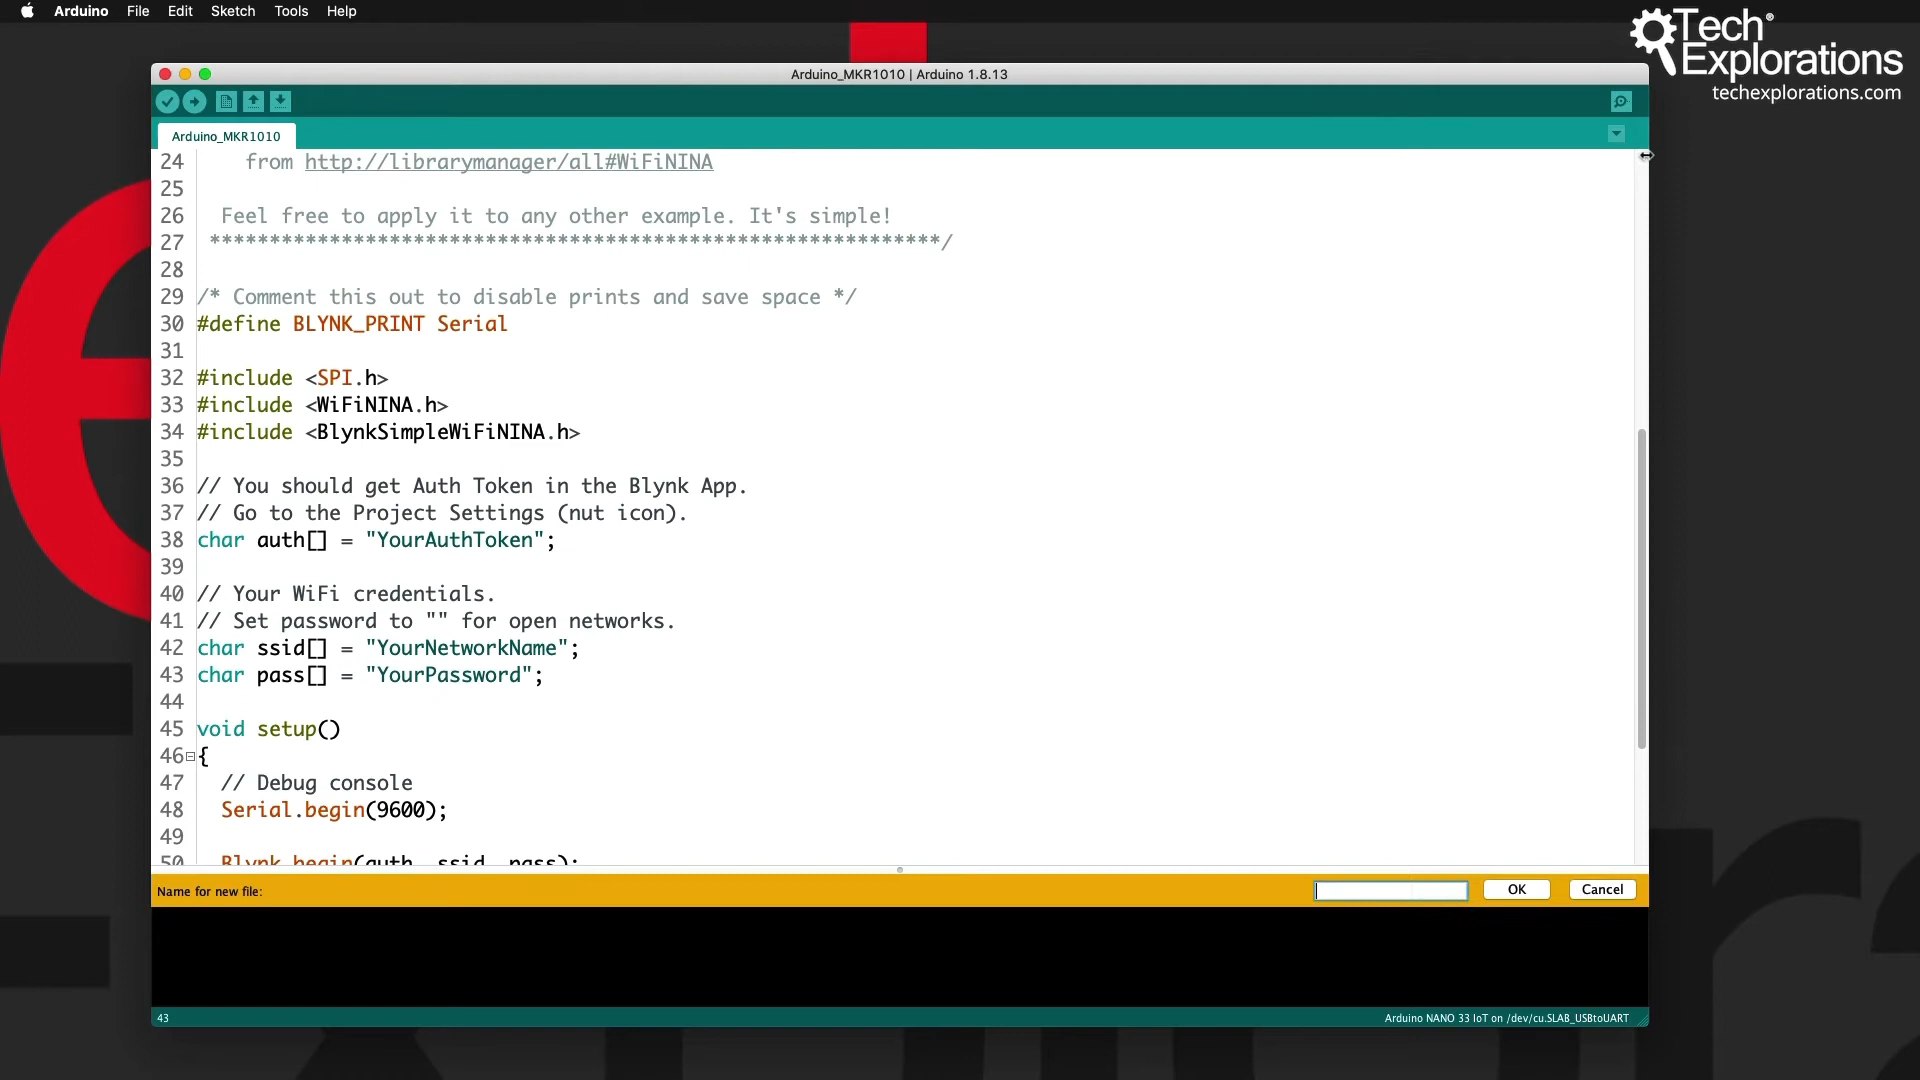 Arduino File Edit Sketch Tools Help
Tech®
Explorations
techexplorations.com
Arduino_MKR1010 | Arduino 1.8.13
Arduino_MKR1010
24 from http://librarymanager/all#WiFiNINA
25
26 Feel free to apply it to any other example. It's simple!
27 *************************************************************/
28
29 /* Comment this out to disable prints and save space */
30 #define BLYNK_PRINT Serial
31
32 #include <SPI.h>
33 #include <WiFiNINA.h>
34 #include <BlynkSimpleWiFiNINA.h>
35
36 // You should get Auth Token in the Blynk App.
37 // Go to the Project Settings (nut icon).
38 char auth[] = "YourAuthToken";
39
40 // Your WiFi credentials.
41 // Set password to "" for open networks.
42 char ssid[] = "YourNetworkName";
43 char pass[] = "YourPassword";
44
45 void setup()
46 {
47 // Debug console
48 Serial.begin(9600);
49
50 Blynk.begin(auth, ssid, pass);
Name for new file: OK Cancel
43 Arduino NANO 33 IoT on /dev/cu.SLAB_USBtoUART